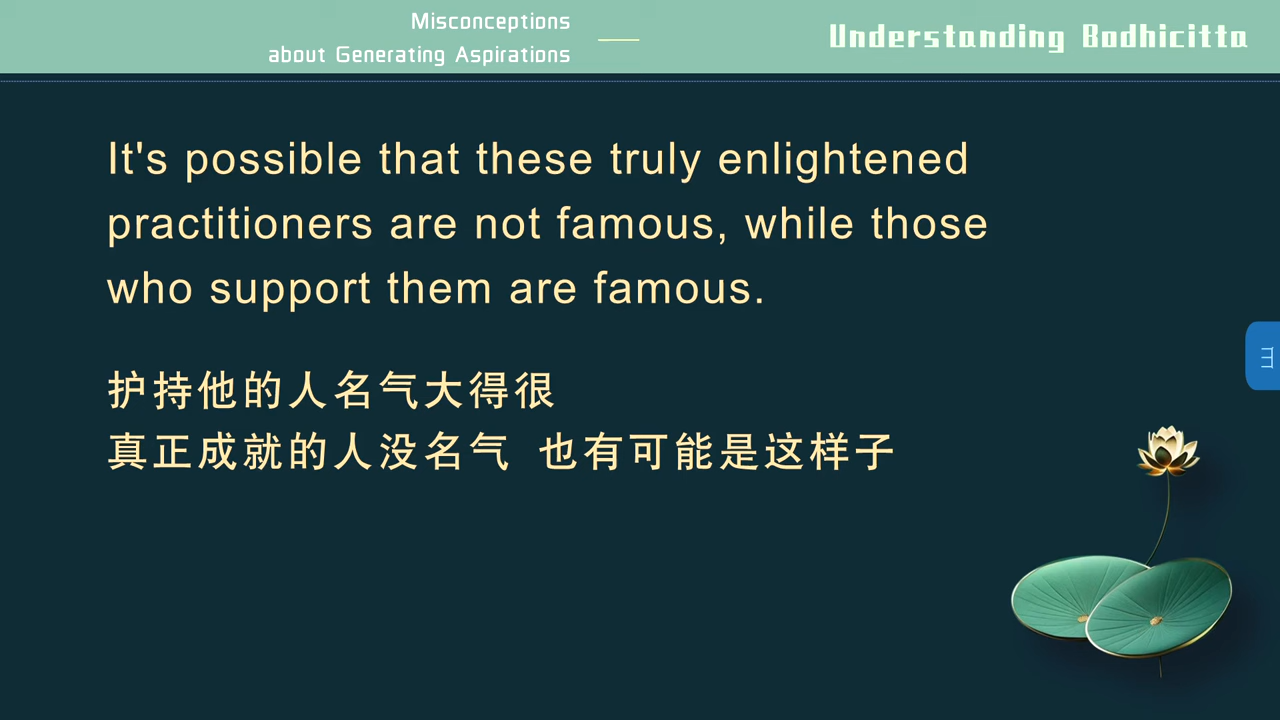 Misconceptions
about Generating Aspirations
Understanding Bodhicitta
It's possible that these truly enlightened
practitioners are not famous, while those
who support them are famous.
护持他的人名气大得很
真正成就的人没名气 也有可能是这样子